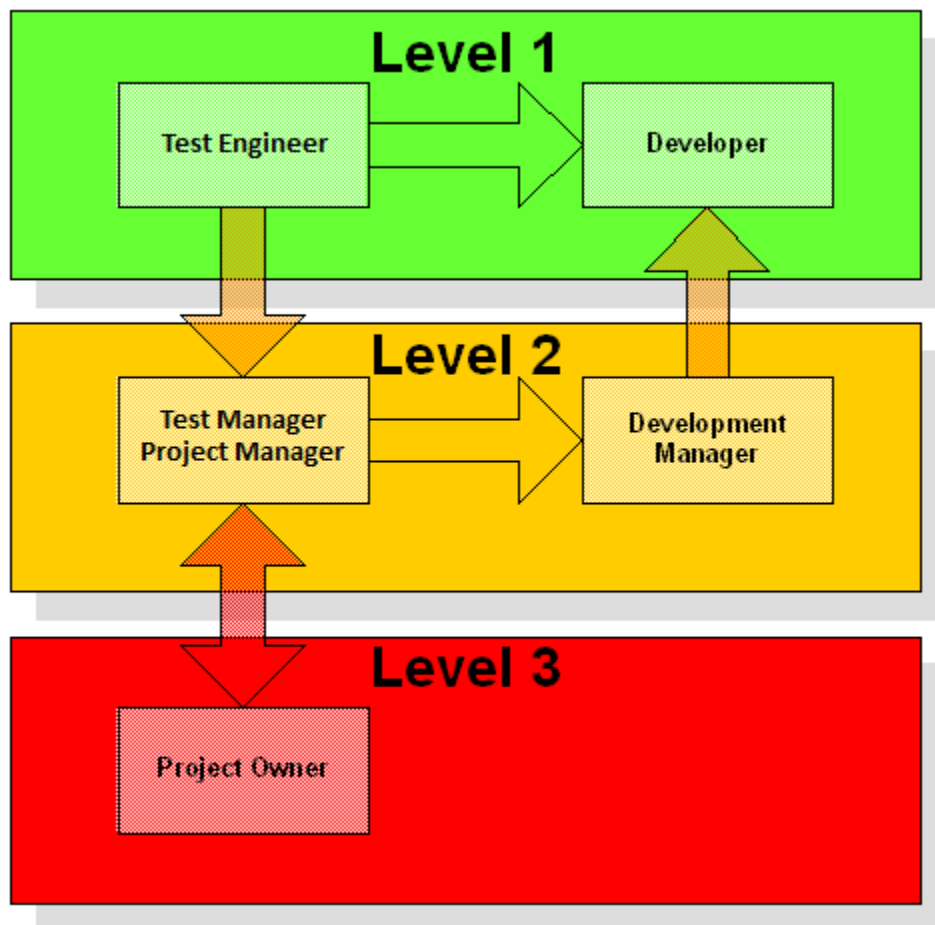 Level 1
Test Engineer
Developer
Level 2
Test Manager
Project Manager
Development
Manager
Level 3
Project Owner